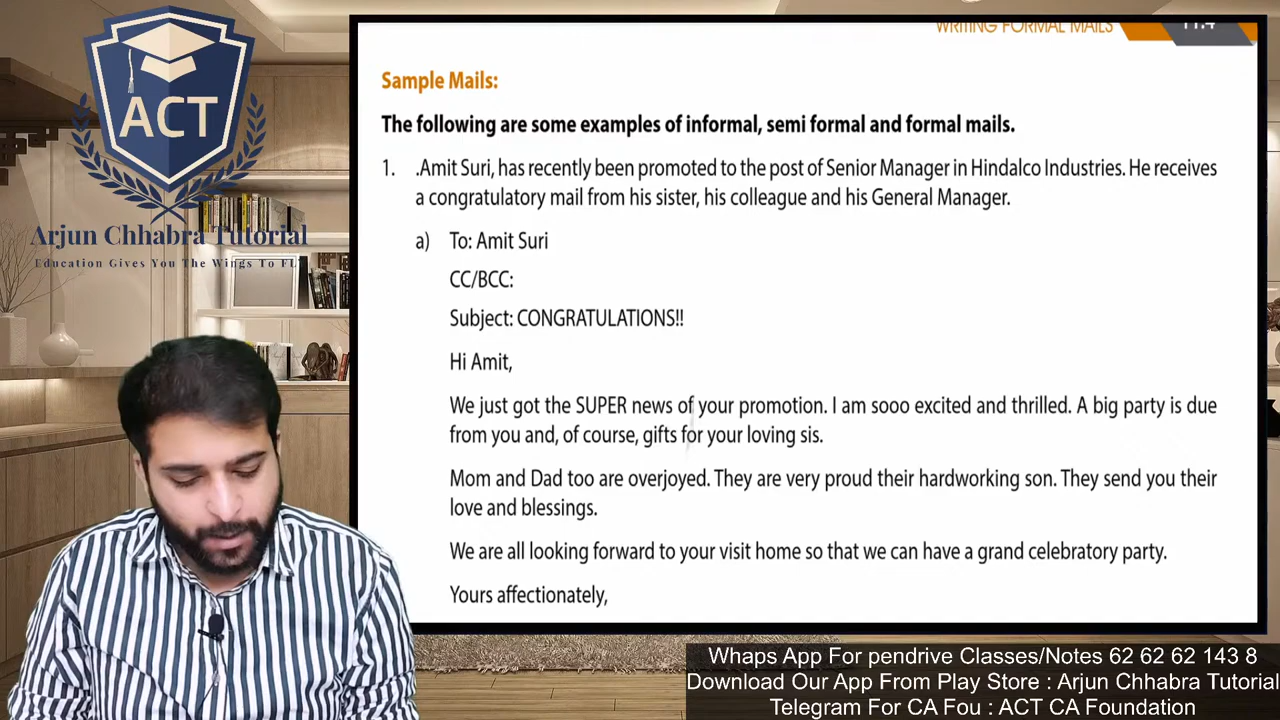 WRITING FORMAL MAILS 11.4
ACT
Arjun Chhabra Tutorial
Education Gives You The Wings To
Sample Mails:
The following are some examples of informal, semi formal and formal mails.
1. .Amit Suri, has recently been promoted to the post of Senior Manager in Hindalco Industries. He receives
a congratulatory mail from his sister, his colleague and his General Manager.
a) To: Amit Suri
CC/BCC:
Subject: CONGRATULATIONS!!
Hi Amit,
We just got the SUPER news of your promotion. I am sooo excited and thrilled. A big party is due
from you and, of course, gifts for your loving sis.
Mom and Dad too are overjoyed. They are very proud their hardworking son. They send you their
love and blessings.
We are all looking forward to your visit home so that we can have a grand celebratory party.
Yours affectionately,
Whaps App For pendrive Classes/Notes 62 62 62 143 8
Download Our App From Play Store : Arjun Chhabra Tutorial
Telegram For CA Fou : ACT CA Foundation